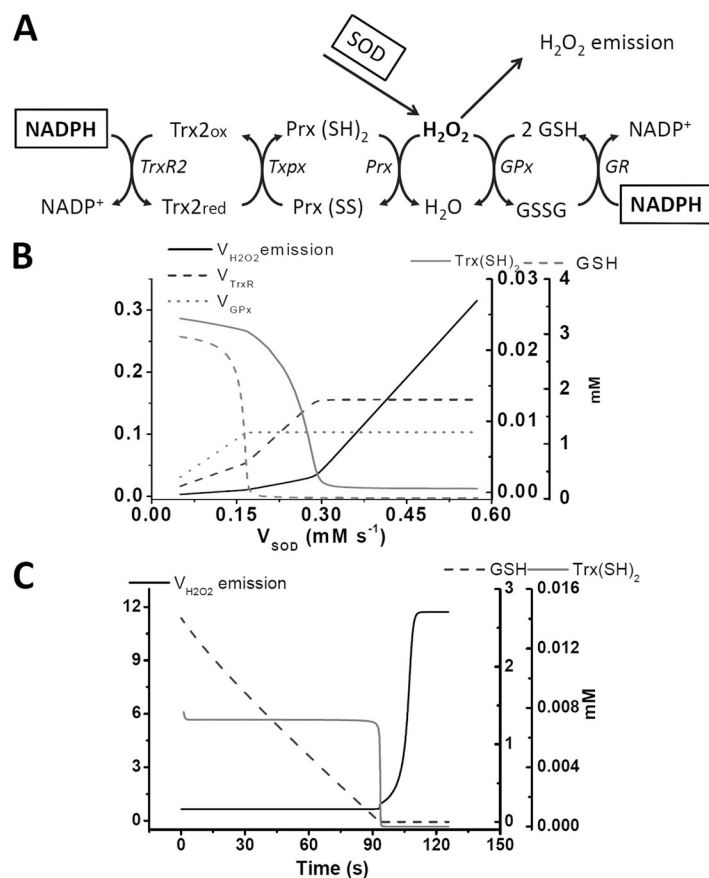 A
SOD
H2O2 emission
NADPH Trx2ox Prx (SH)2 H2O2 2 GSH NADP+
TrxR2 Txpx Prx GPx GR
NADP+ Trx2red Prx (SS) H2O GSSG NADPH
B
VH2O2 emission
VTrxR
VGPx
Trx(SH)2 GSH
0.3
0.2
0.1
0.0
0.03
0.02
0.01
0.00
4
3
2
1
0
mM
0.00 0.15 0.30 0.45 0.60
VSOD (mM s-1)
C
VH2O2 emission
GSH Trx(SH)2
12
9
6
3
0
3
2
1
0
0.016
0.012
0.008
0.004
0.000
mM
0 30 60 90 120 150
Time (s)